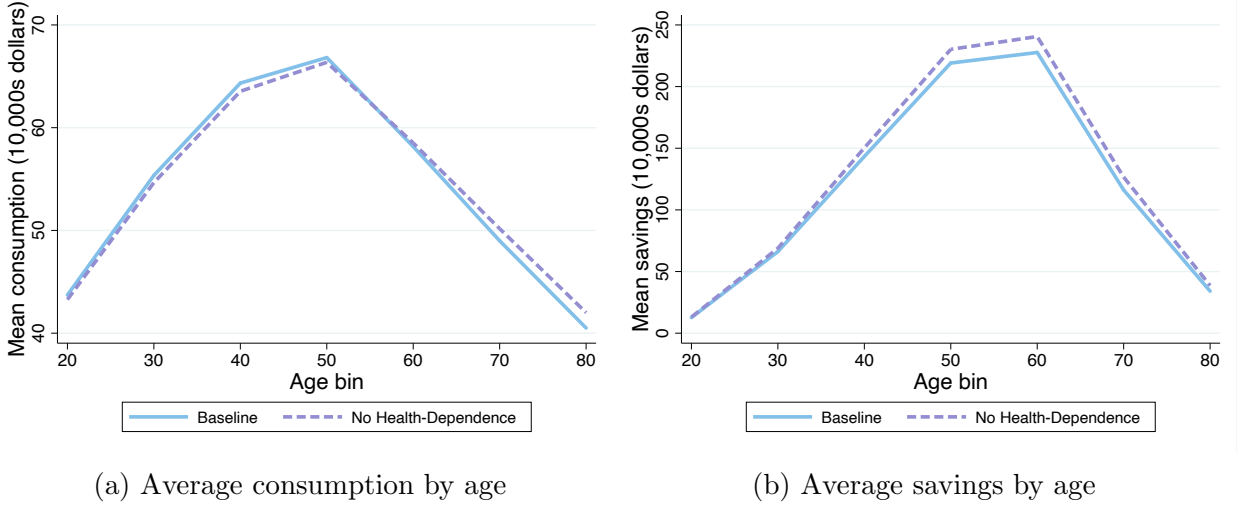 Mean consumption (10,000s dollars)
70
60
50
40
20 30 40 50 60 70 80
Age bin
Baseline No Health-Dependence
(a) Average consumption by age
Mean savings (10,000s dollars)
250
200
150
100
50
0
20 30 40 50 60 70 80
Age bin
Baseline No Health-Dependence
(b) Average savings by age